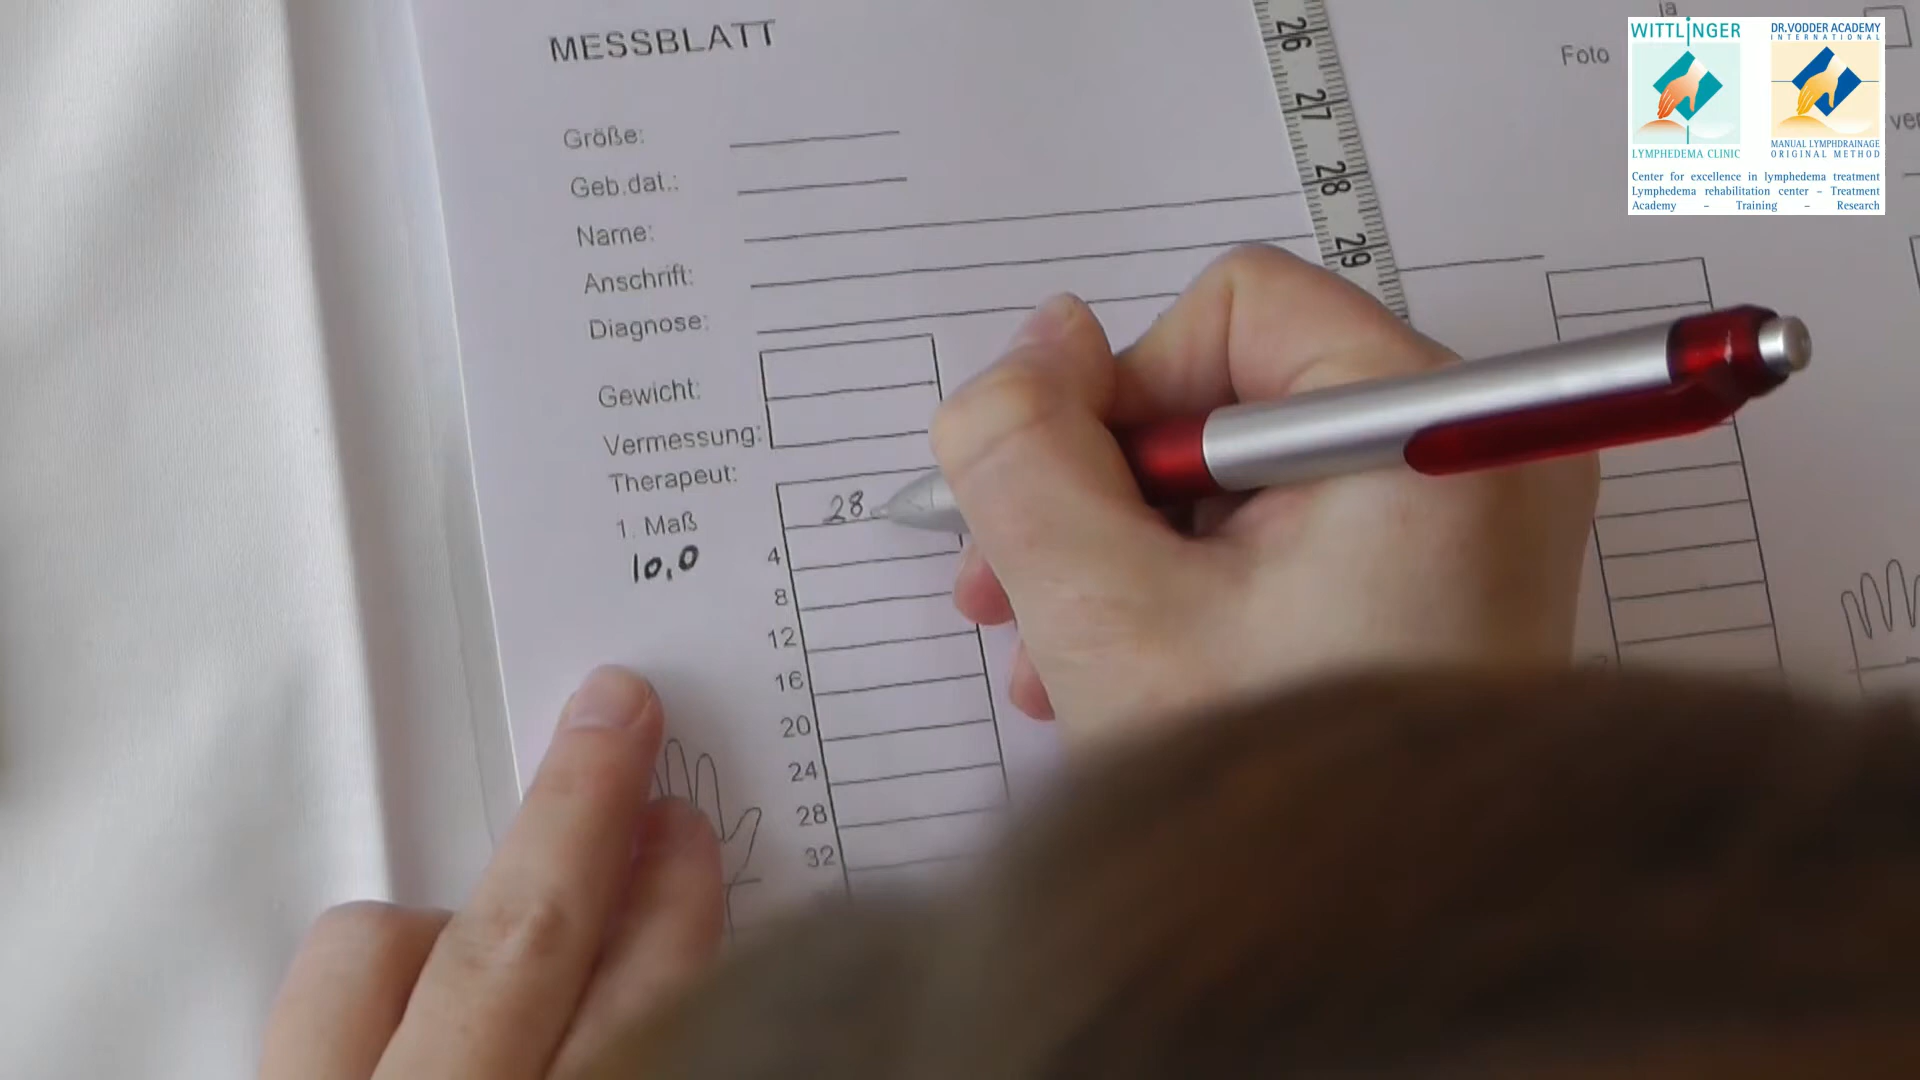 MESSBLATT
Größe:
Geb.dat.:
Name:
Anschrift:
Diagnose:
Gewicht:
Vermessung:
Therapeut:
1. Maß
10,0
28
4
8
12
16
20
24
28
32
26
27
28
29
Foto
WITTLINGER
LYMPHEDEMA CLINIC
DR. VODDER ACADEMY
INTERNATIONAL
MANUAL LYMPHDRAINAGE
ORIGINAL METHOD
Center for excellence in lymphedema treatment
Lymphedema rehabilitation center – Treatment
Academy – Training – Research